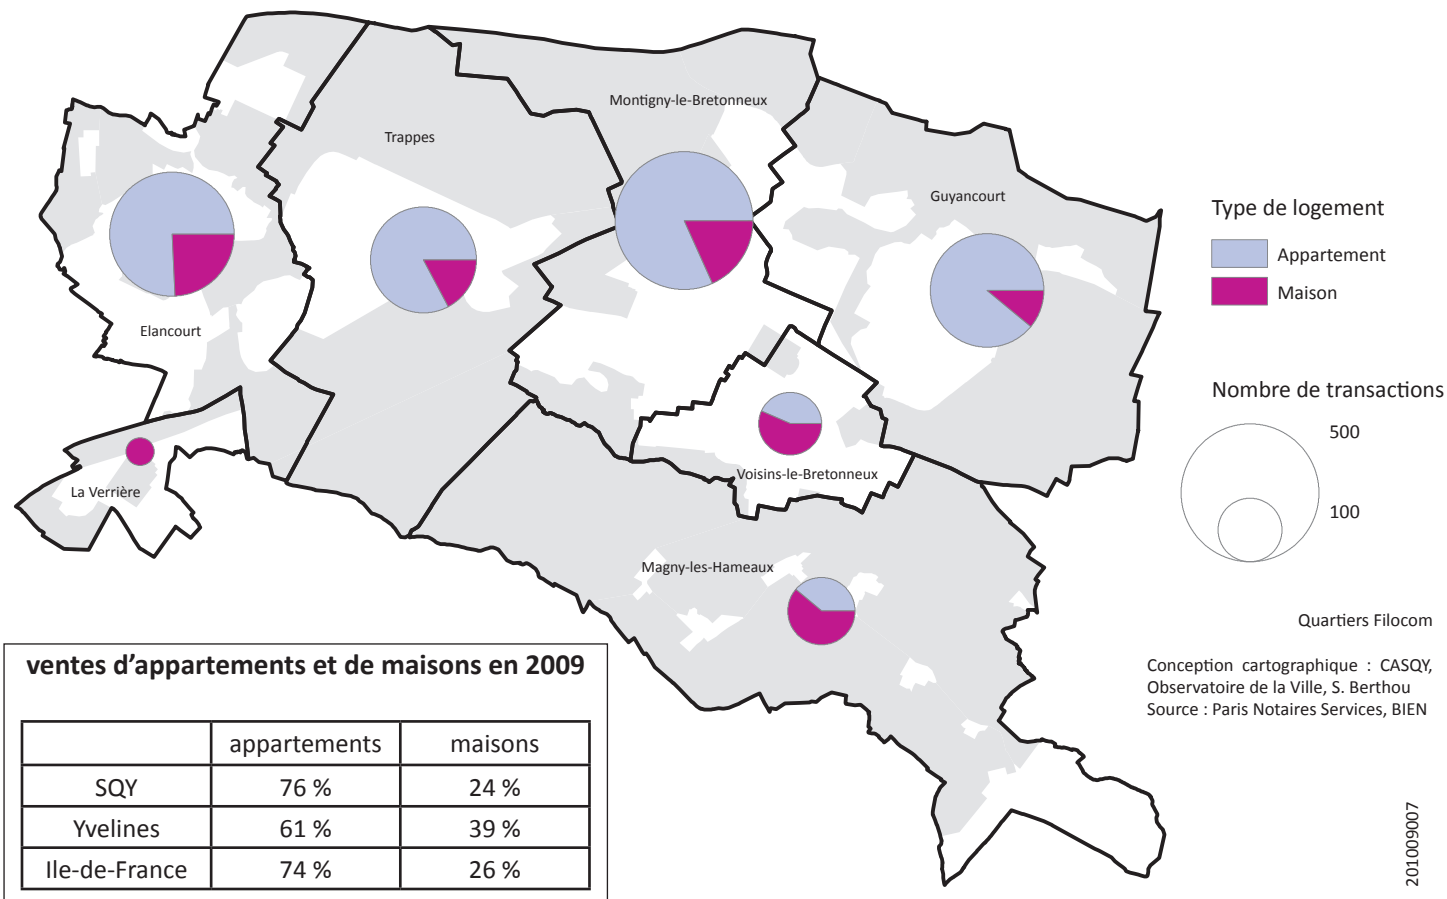 Montigny-le-Bretonneux
Trappes
Guyancourt
Elancourt
La Verrière
Voisins-le-Bretonneux
Magny-les-Hameaux
Type de logement
Appartement
Maison
Nombre de transactions
500
100
Quartiers Filocom
Conception cartographique : CASQY,
Observatoire de la Ville, S. Berthou
Source : Paris Notaires Services, BIEN
201009007
ventes d’appartements et de maisons en 2009
appartements maisons
SQY 76 % 24 %
Yvelines 61 % 39 %
Ile-de-France 74 % 26 %